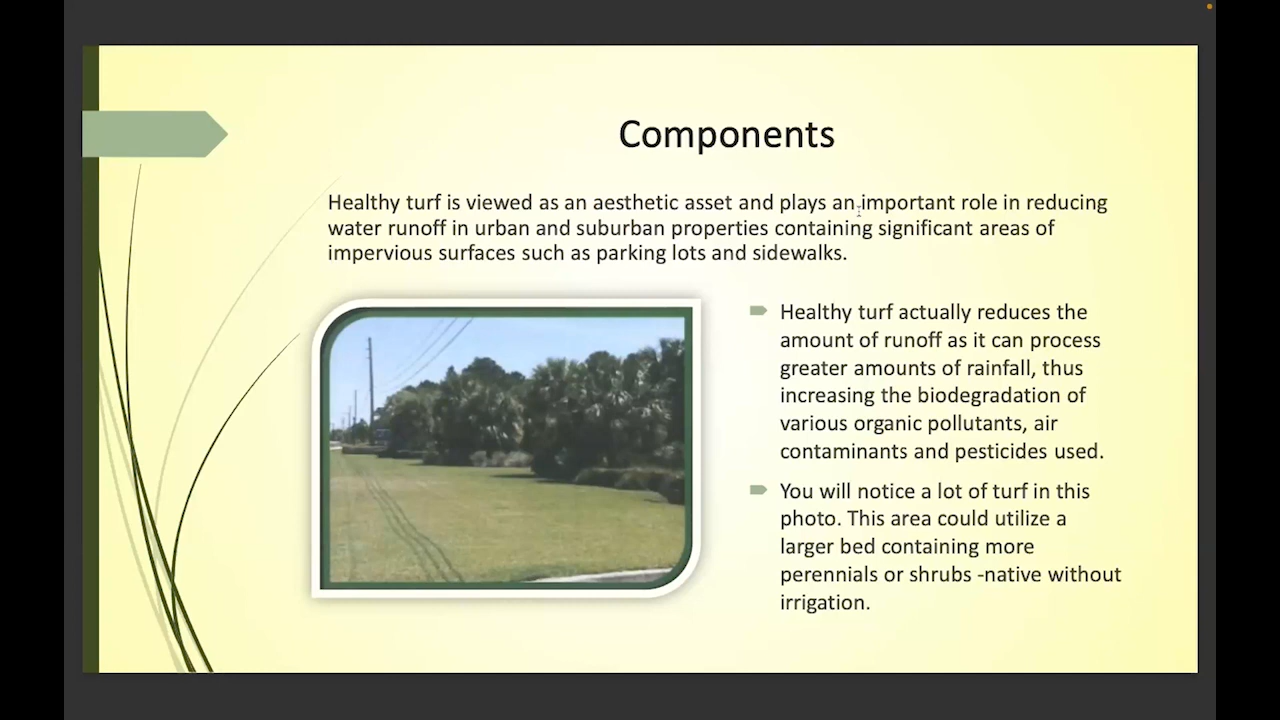 Components
Healthy turf is viewed as an aesthetic asset and plays an important role in reducing
water runoff in urban and suburban properties containing significant areas of
impervious surfaces such as parking lots and sidewalks.
Healthy turf actually reduces the
amount of runoff as it can process
greater amounts of rainfall, thus
increasing the biodegradation of
various organic pollutants, air
contaminants and pesticides used.
You will notice a lot of turf in this
photo. This area could utilize a
larger bed containing more
perennials or shrubs -native without
irrigation.